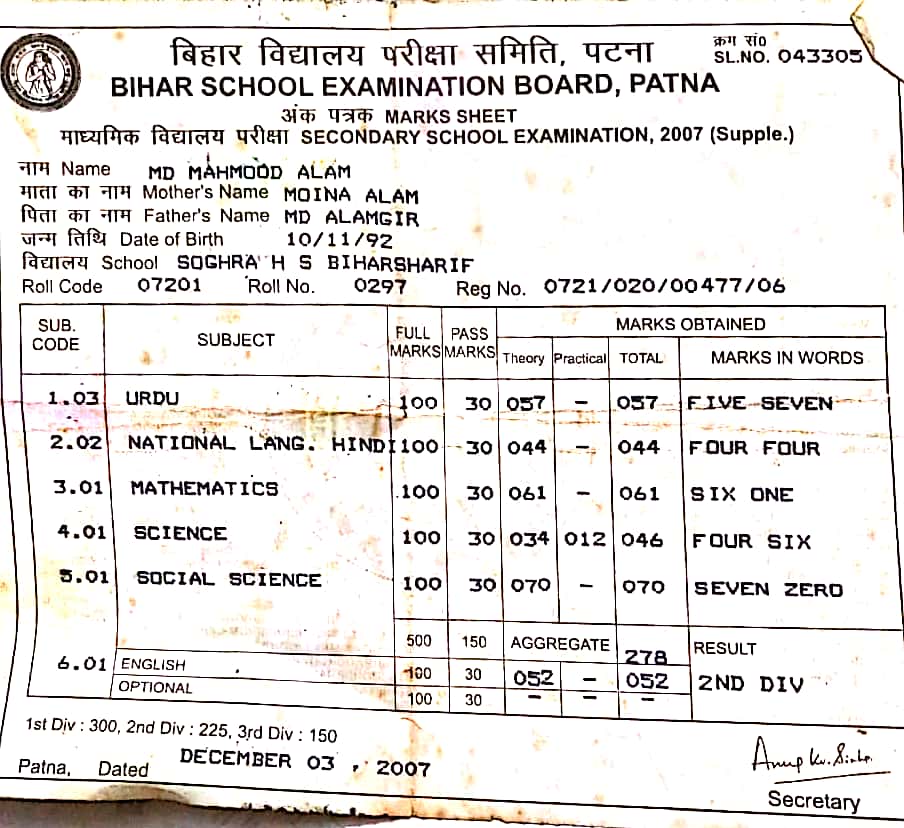 बिहार विद्यालय परीक्षा समिति, पटना
क्रम सं०
SL.NO. 043305
BIHAR SCHOOL EXAMINATION BOARD, PATNA
अंक पत्रक MARKS SHEET
माध्यमिक विद्यालय परीक्षा SECONDARY SCHOOL EXAMINATION, 2007 (Supple.)
नाम Name MD MAHMOOD ALAM
माता का नाम Mother's Name MOINA ALAM
पिता का नाम Father's Name MD ALAMGIR
जन्म तिथि Date of Birth 10/11/92
विद्यालय School SOGHRA H S BIHARSHARIF
Roll Code 07201 Roll No. 0297 Reg No. 0721/020/00477/06
SUB. CODE SUBJECT FULL MARKS PASS MARKS MARKS OBTAINED
Theory Practical TOTAL MARKS IN WORDS
1.03 URDU 100 30 057 - 057 FIVE SEVEN
2.02 NATIONAL LANG. HINDI 100 30 044 - 044 FOUR FOUR
3.01 MATHEMATICS 100 30 061 - 061 SIX ONE
4.01 SCIENCE 100 30 034 012 046 FOUR SIX
5.01 SOCIAL SCIENCE 100 30 070 - 070 SEVEN ZERO
500 150 AGGREGATE 278 RESULT
6.01 ENGLISH 100 30 052 - 052 2ND DIV
OPTIONAL 100 30 - - -
1st Div : 300, 2nd Div : 225, 3rd Div : 150
Patna, Dated DECEMBER 03 , 2007
Secretary